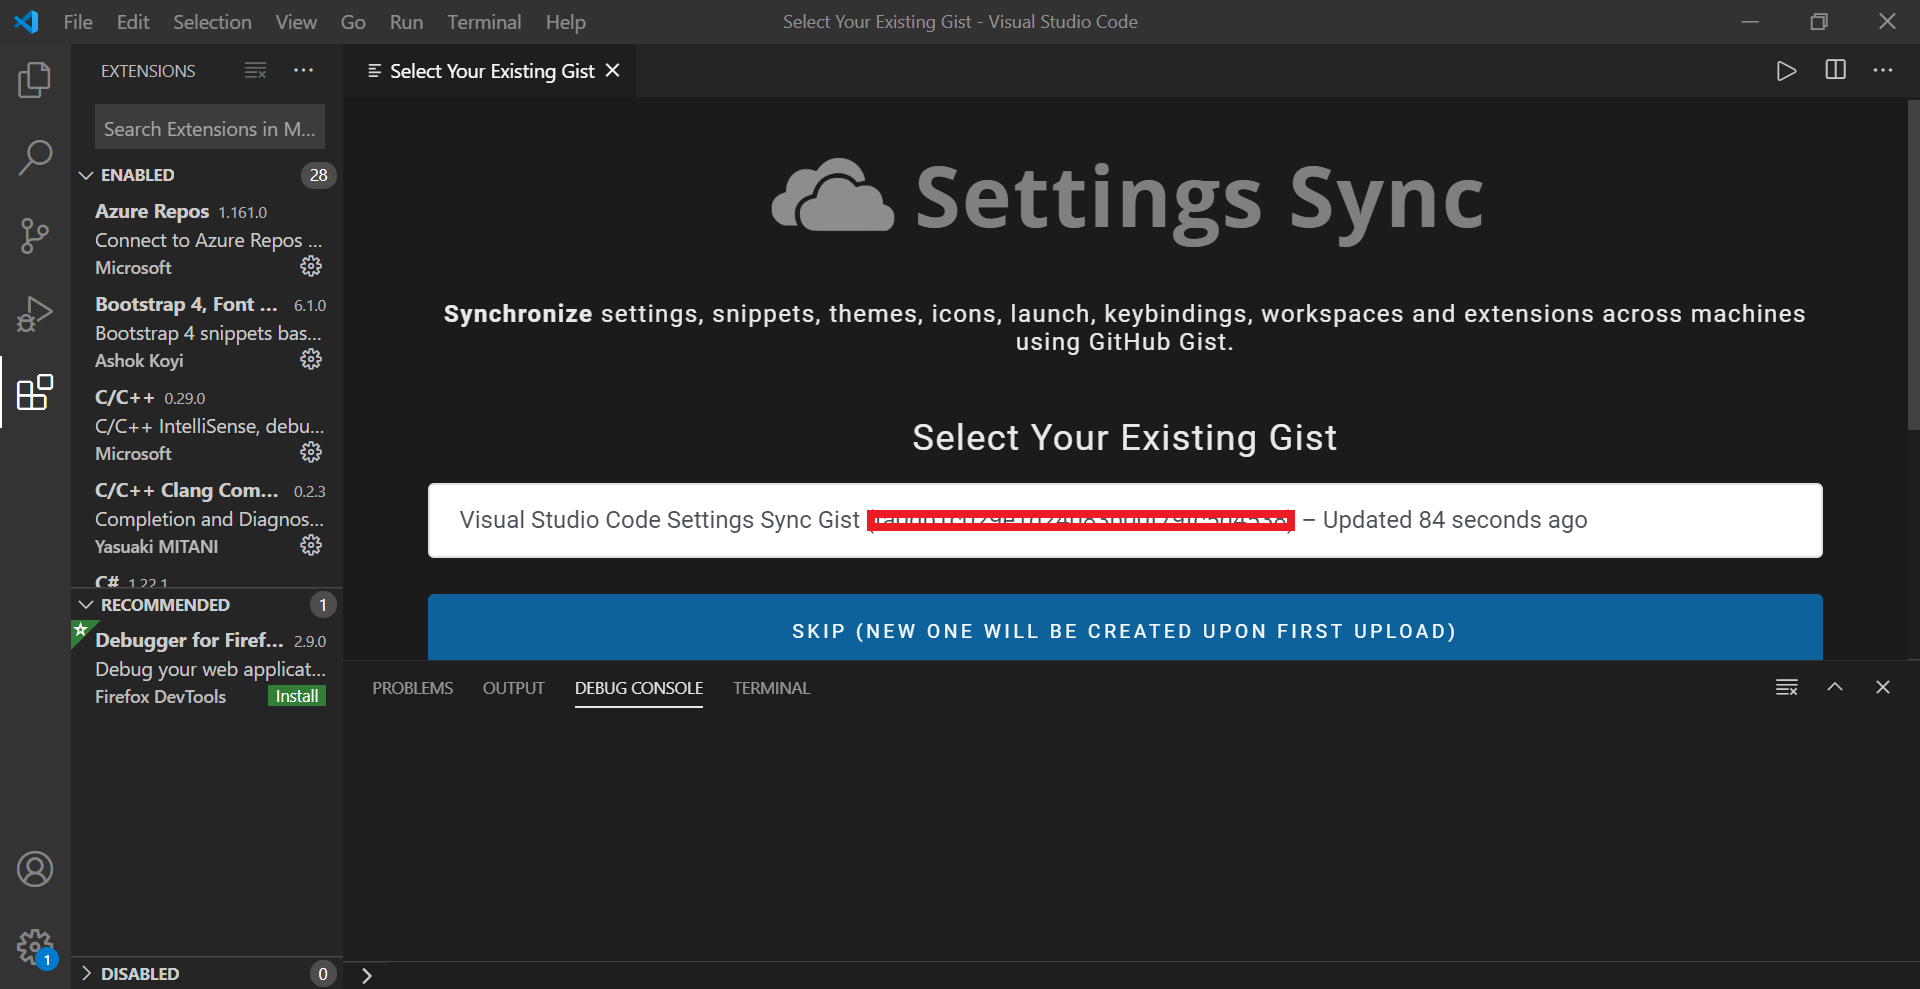 File Edit Selection View Go Run Terminal Help
Select Your Existing Gist - Visual Studio Code
EXTENSIONS
Search Extensions in M...
ENABLED 28
Azure Repos 1.161.0
Connect to Azure Repos ...
Microsoft
Bootstrap 4, Font ... 6.1.0
Bootstrap 4 snippets bas...
Ashok Koyi
C/C++ 0.29.0
C/C++ IntelliSense, debu...
Microsoft
C/C++ Clang Com... 0.2.3
Completion and Diagnos...
Yasuaki MITANI
C# 1.22.1
RECOMMENDED 1
Debugger for Firef... 2.9.0
Debug your web applicat...
Firefox DevTools Install
1
DISABLED 0
Select Your Existing Gist
Settings Sync
Synchronize settings, snippets, themes, icons, launch, keybindings, workspaces and extensions across machines
using GitHub Gist.
Select Your Existing Gist
Visual Studio Code Settings Sync Gist – Updated 84 seconds ago
SKIP (NEW ONE WILL BE CREATED UPON FIRST UPLOAD)
PROBLEMS OUTPUT DEBUG CONSOLE TERMINAL